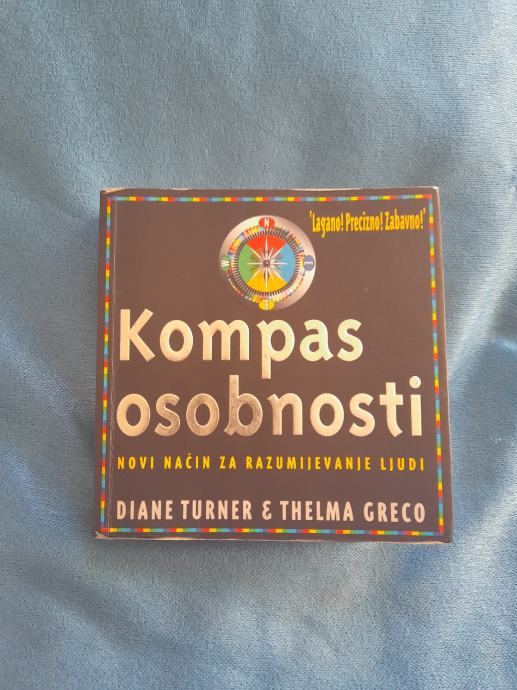 'Lagano! Precizno! Zabavno!'
N
W
E
S
Kompas
osobnosti
NOVI NAČIN ZA RAZUMIJEVANJE LJUDI
DIANE TURNER & THELMA GRECO